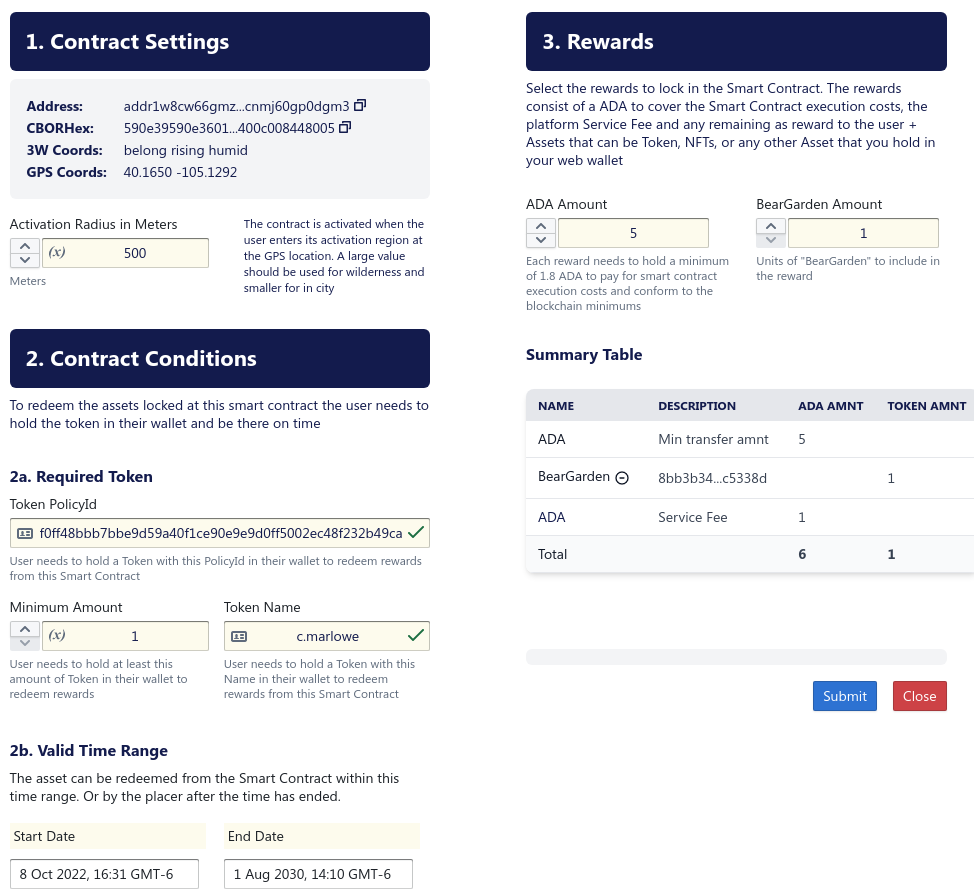 1. Contract Settings
Address: addr1w8cw66gmz...cnmj60gp0dgm3
CBORHex: 590e39590e3601...400c008448005
3W Coords: belong rising humid
GPS Coords: 40.1650 -105.1292
Activation Radius in Meters
(x) 500
Meters
The contract is activated when the
user enters its activation region at
the GPS location. A large value
should be used for wilderness and
smaller for in city
2. Contract Conditions
To redeem the assets locked at this smart contract the user needs to
hold the token in their wallet and be there on time
2a. Required Token
Token PolicyId
f0ff48bbb7bbe9d59a40f1ce90e9e9d0ff5002ec48f232b49ca
User needs to hold a Token with this PolicyId in their wallet to redeem rewards
from this Smart Contract
Minimum Amount
(x) 1
User needs to hold at least this
amount of Token in their wallet to
redeem rewards
Token Name
c.marlowe
User needs to hold a Token with this
Name in their wallet to redeem
rewards from this Smart Contract
2b. Valid Time Range
The asset can be redeemed from the Smart Contract within this
time range. Or by the placer after the time has ended.
Start Date
8 Oct 2022, 16:31 GMT-6
End Date
1 Aug 2030, 14:10 GMT-6
3. Rewards
Select the rewards to lock in the Smart Contract. The rewards
consist of a ADA to cover the Smart Contract execution costs, the
platform Service Fee and any remaining as reward to the user +
Assets that can be Token, NFTs, or any other Asset that you hold in
your web wallet
ADA Amount
5
Each reward needs to hold a minimum
of 1.8 ADA to pay for smart contract
execution costs and conform to the
blockchain minimums
BearGarden Amount
1
Units of "BearGarden" to include in
the reward
Summary Table
NAME DESCRIPTION ADA AMNT TOKEN AMNT
ADA Min transfer amnt 5
BearGarden 8bb3b34...c5338d 1
ADA Service Fee 1
Total 6 1
Submit Close